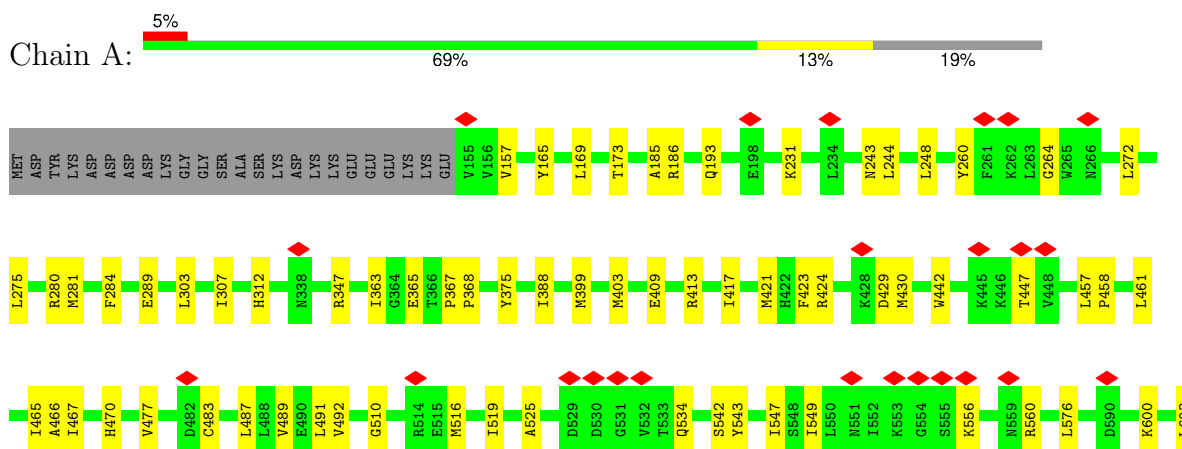 5%
Chain A:
69% 13% 19%
MET ASP TYR LYS ASP ASP ASP ASP LYS GLY GLY SER ALA SER LYS ASP LYS LYS GLU GLU GLU LYS LYS GLU V155 V156 V157 Y165 L169 T173 A185 R186 Q193 E198 K231 L234 N243 L244 L248 Y260 F261 K262 L263 G264 W265 N266 L272
L275 R280 M281 F284 E289 L303 I307 H312 N338 R347 I363 G364 E365 T366 P367 P368 Y375 I388 M399 M403 E409 R413 I417 M421 H422 F423 R424 K428 D429 M430 W442 K445 K446 T447 V448 L457 P458 L461
I465 A466 I467 H470 V477 D482 C483 L487 L488 V489 E490 L491 V492 G510 R514 E515 M516 I519 A525 D529 D530 G531 V532 T533 Q534 S542 Y543 I547 S548 I549 L550 N551 I552 K553 G554 S555 K556 N559 R560 L576 D590 K600